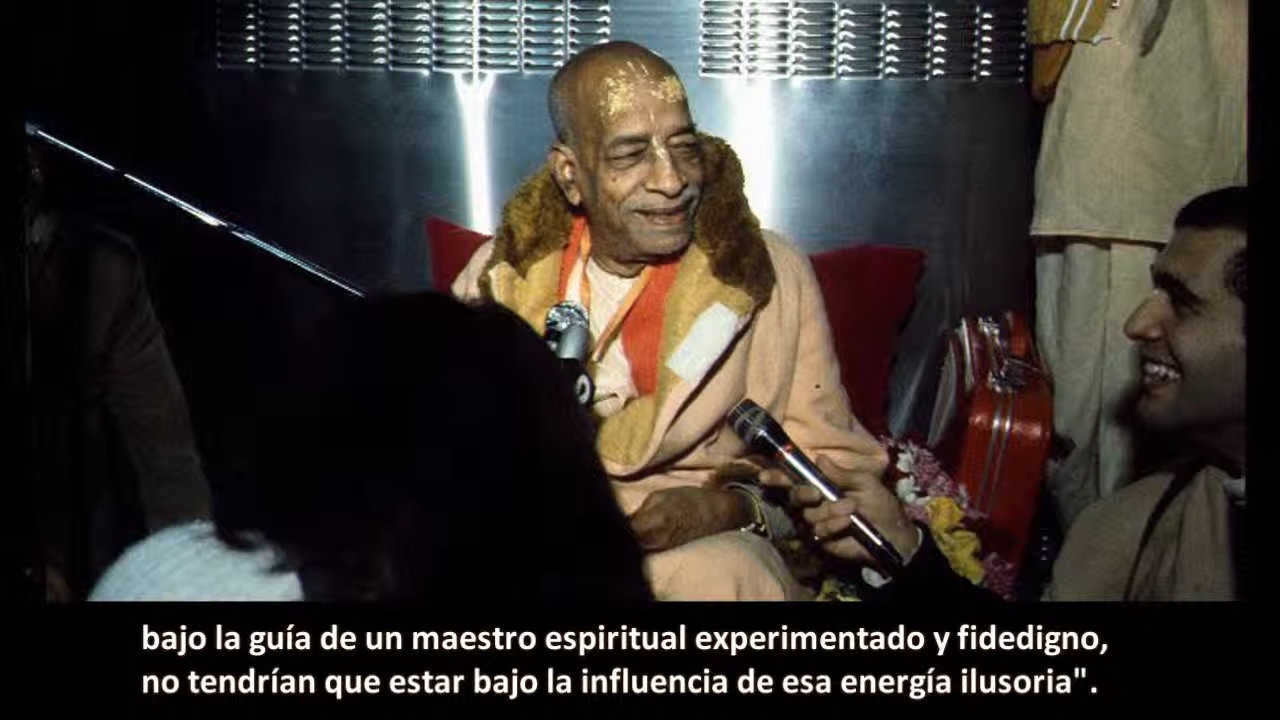 bajo la guía de un maestro espiritual experimentado y fidedigno,
no tendrían que estar bajo la influencia de esa energía ilusoria".